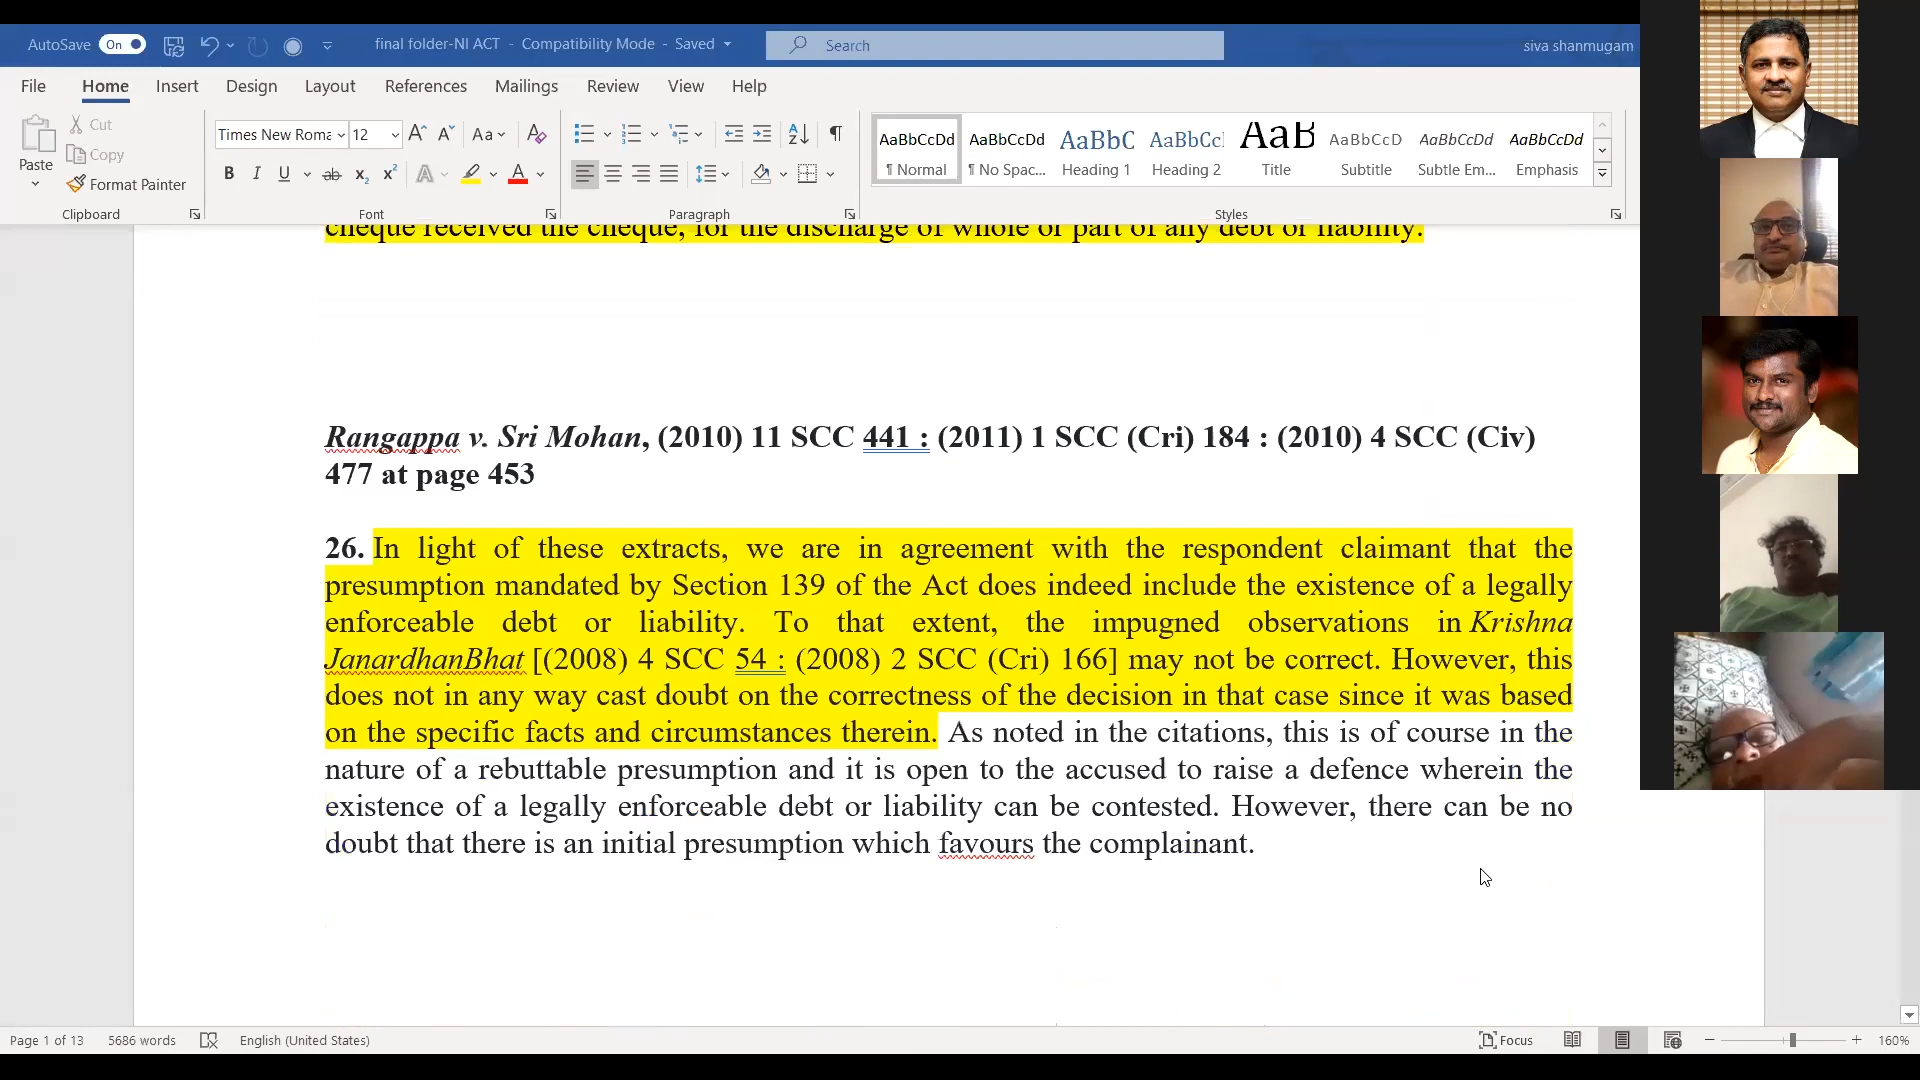 AutoSave On final folder-NI ACT - Compatibility Mode - Saved Search siva shanmugam
File Home Insert Design Layout References Mailings Review View Help
Paste Cut Copy Format Painter
Times New Roma 12
AaBbCcDd AaBbCcDd AaBbC AaBbCcI AaB AaBbCcD AaBbCcDd AaBbCcDd
¶ Normal ¶ No Spac... Heading 1 Heading 2 Title Subtitle Subtle Em... Emphasis
Clipboard Font Paragraph Styles
cheque received the cheque, for the discharge of whole or part of any debt or liability.
Rangappa v. Sri Mohan, (2010) 11 SCC 441 : (2011) 1 SCC (Cri) 184 : (2010) 4 SCC (Civ)
477 at page 453
26. In light of these extracts, we are in agreement with the respondent claimant that the
presumption mandated by Section 139 of the Act does indeed include the existence of a legally
enforceable debt or liability. To that extent, the impugned observations in Krishna
JanardhanBhat [(2008) 4 SCC 54 : (2008) 2 SCC (Cri) 166] may not be correct. However, this
does not in any way cast doubt on the correctness of the decision in that case since it was based
on the specific facts and circumstances therein. As noted in the citations, this is of course in the
nature of a rebuttable presumption and it is open to the accused to raise a defence wherein the
existence of a legally enforceable debt or liability can be contested. However, there can be no
doubt that there is an initial presumption which favours the complainant.
Page 1 of 13 5686 words English (United States) Focus 160%